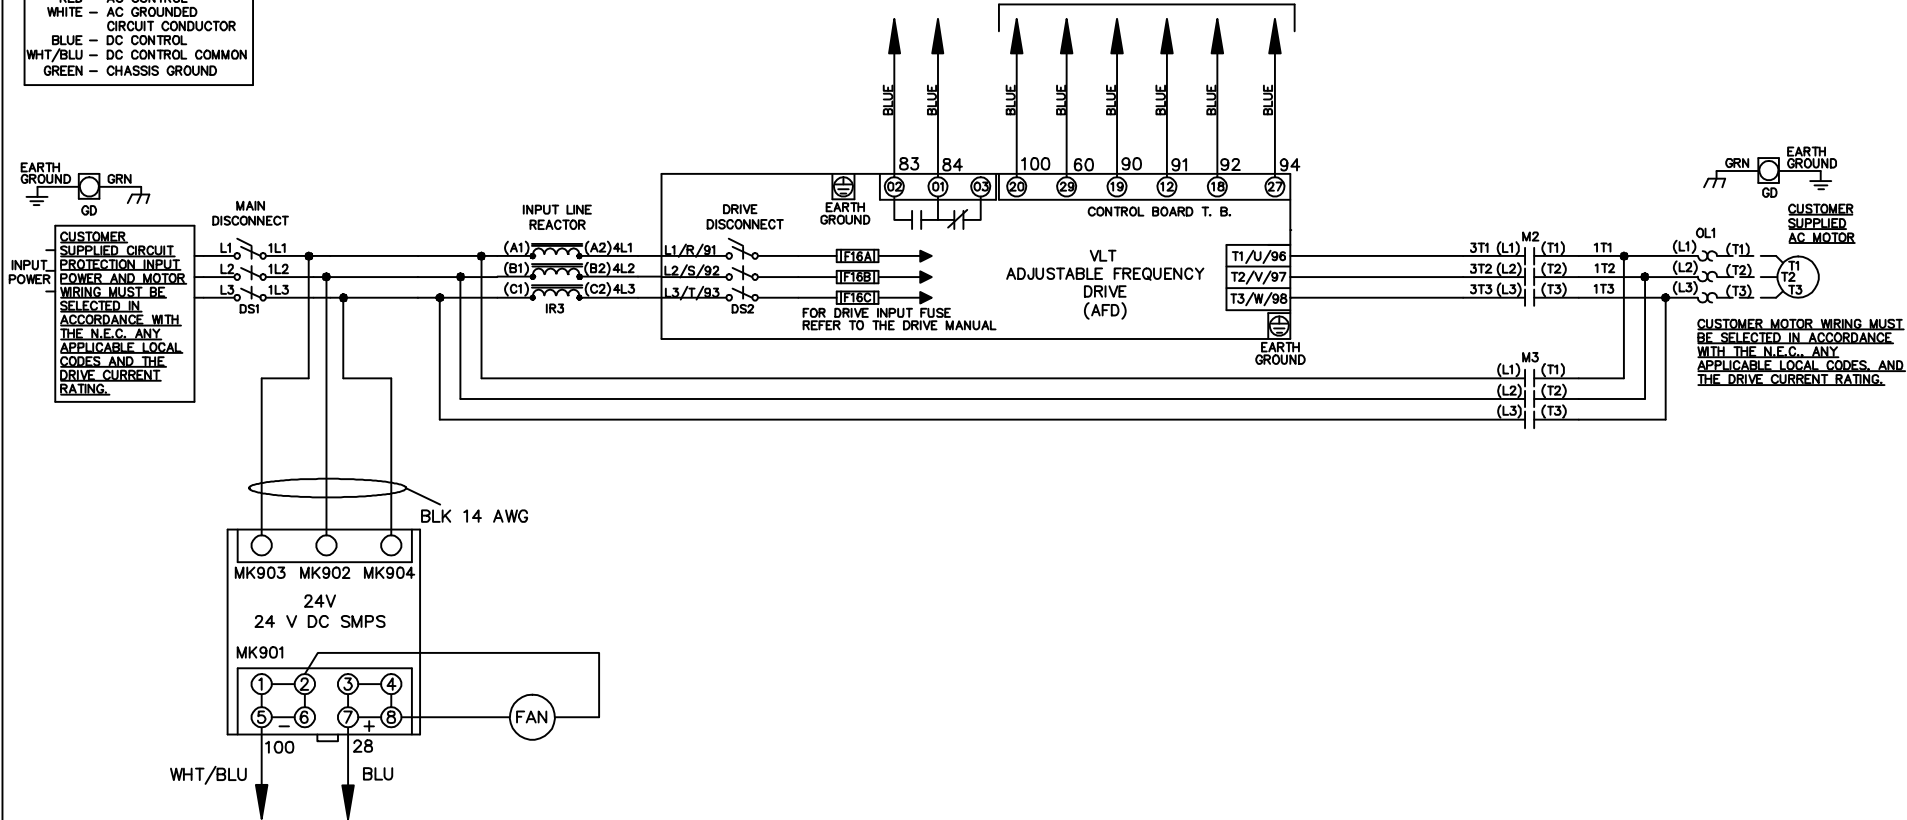 WHITE – AC GROUNDED
CIRCUIT CONDUCTOR
BLUE – DC CONTROL
WHT/BLU – DC CONTROL COMMON
GREEN – CHASSIS GROUND
BLUE
BLUE
BLUE
BLUE
BLUE
BLUE
BLUE
BLUE
83
84
100
60
90
91
92
94
02
01
03
20
29
19
12
18
27
CONTROL BOARD T. B.
EARTH
GROUND
GRN
GD
INPUT
POWER
CUSTOMER
SUPPLIED CIRCUIT
PROTECTION INPUT
POWER AND MOTOR
WIRING MUST BE
SELECTED IN
ACCORDANCE WITH
THE N.E.C. ANY
APPLICABLE LOCAL
CODES AND THE
DRIVE CURRENT
RATING.
MAIN
DISCONNECT
L1 1L1
L2 1L2
L3 1L3
DS1
INPUT LINE
REACTOR
(A1) (A2) 4L1
(B1) (B2) 4L2
(C1) (C2) 4L3
IR3
L1/R/91
L2/S/92
L3/T/93
DRIVE
DISCONNECT
DS2
EARTH
GROUND
F16A
F16B
F16C
FOR DRIVE INPUT FUSE
REFER TO THE DRIVE MANUAL
VLT
ADJUSTABLE FREQUENCY
DRIVE
(AFD)
T1/U/96
T2/V/97
T3/W/98
EARTH
GROUND
M2
3T1 (L1) (T1) 1T1
3T2 (L2) (T2) 1T2
3T3 (L3) (T3) 1T3
M3
(L1) (T1)
(L2) (T2)
(L3) (T3)
OL1
(L1) (T1)
(L2) (T2)
(L3) (T3)
T1
T2
T3
GRN
GD
EARTH
GROUND
CUSTOMER
SUPPLIED
AC MOTOR
CUSTOMER MOTOR WIRING MUST
BE SELECTED IN ACCORDANCE
WITH THE N.E.C., ANY
APPLICABLE LOCAL CODES, AND
THE DRIVE CURRENT RATING.
BLK 14 AWG
MK903 MK902 MK904
24V
24 V DC SMPS
MK901
1 2 3 4
5 – 6 7 + 8
FAN
100
28
WHT/BLU
BLU